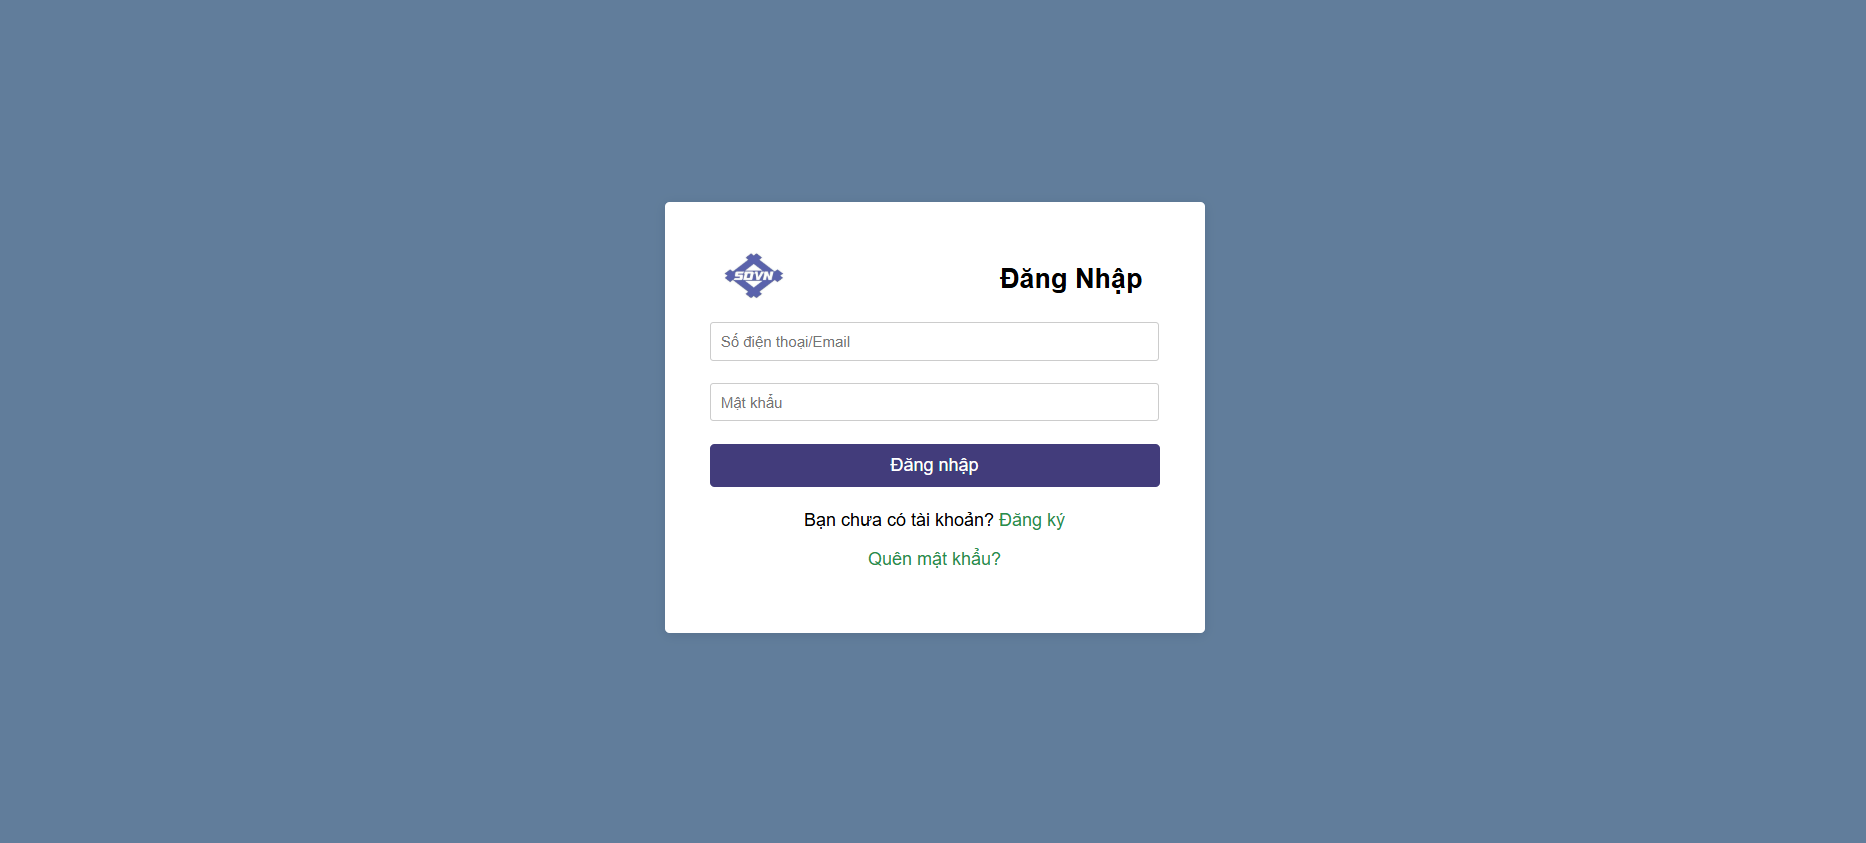 SQVN
Đăng Nhập
Số điện thoại/Email
Mật khẩu
Đăng nhập
Bạn chưa có tài khoản? Đăng ký
Quên mật khẩu?